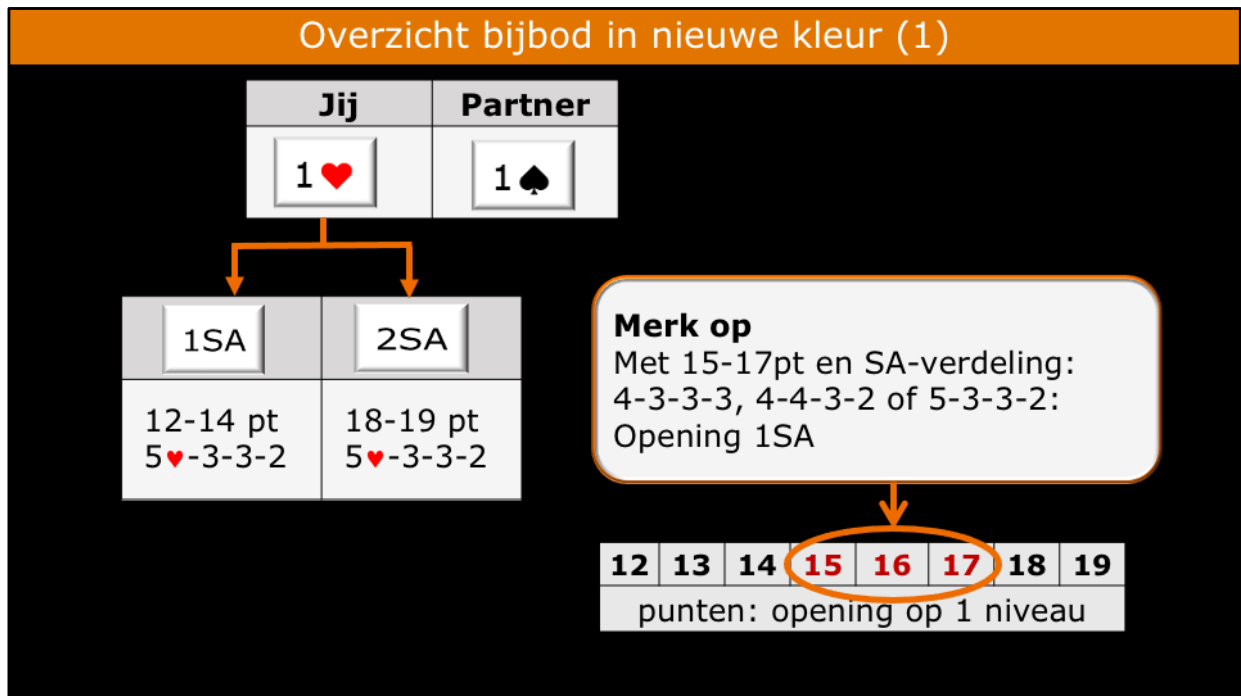 Overzicht bijbod in nieuwe kleur (1)
Jij Partner
1♥ 1♠
1SA 2SA
12-14 pt 18-19 pt
5♥-3-3-2 5♥-3-3-2
Merk op
Met 15-17pt en SA-verdeling:
4-3-3-3, 4-4-3-2 of 5-3-3-2:
Opening 1SA
12 13 14 15 16 17 18 19
punten: opening op 1 niveau